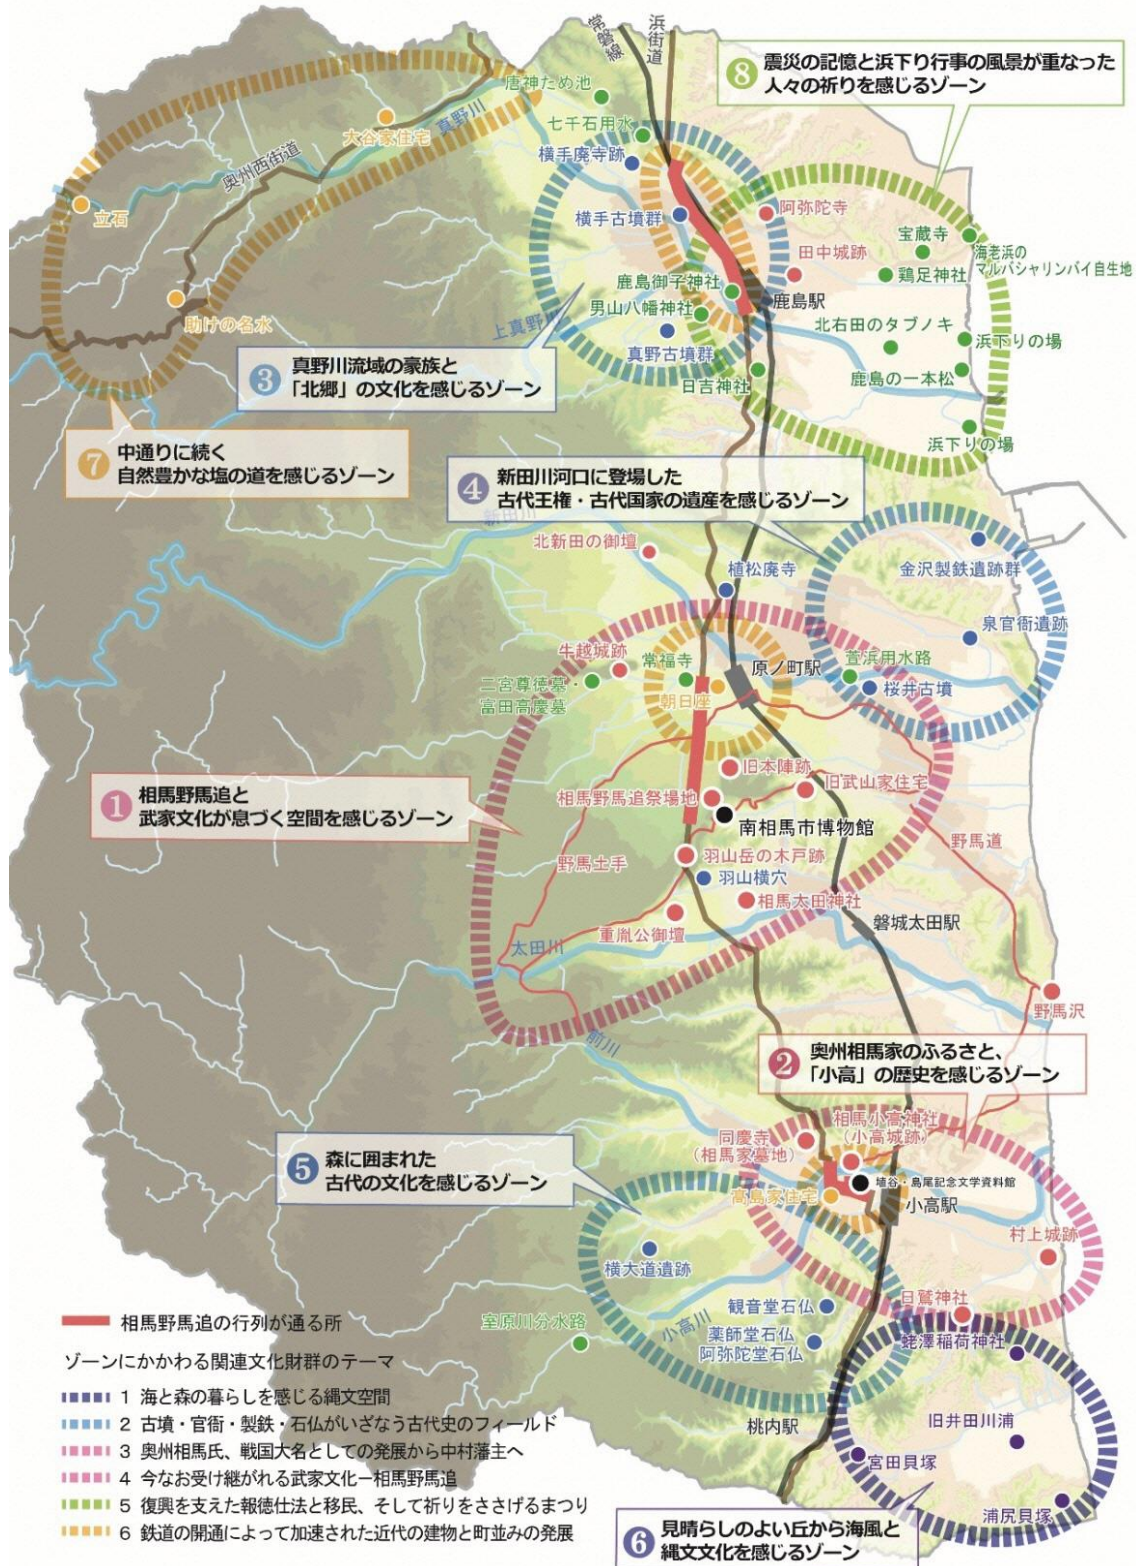 常磐線
浜街道
8 震災の記憶と浜下り行事の風景が重なった
人々の祈りを感じるゾーン
唐神ため池
大谷家住宅
真野川
七千石用水
横手廃寺跡
奥州西街道
立石
横手古墳群
阿弥陀寺
宝蔵寺
海老浜の
マルバシャリンバイ自生地
田中城跡
鶏足神社
鹿島御子神社
鹿島駅
男山八幡神社
助けの名水
上真野川
真野古墳群
北右田のタブノキ
浜下りの場
日吉神社
鹿島の一本松
浜下りの場
3 真野川流域の豪族と
「北郷」の文化を感じるゾーン
7 中通りに続く
自然豊かな塩の道を感じるゾーン
4 新田川河口に登場した
古代王権・古代国家の遺産を感じるゾーン
新田川
北新田の御壇
植松廃寺
金沢製鉄遺跡群
泉官衙遺跡
牛越城跡
常福寺
原ノ町駅
萱浜用水路
二宮尊徳墓・
富田高慶墓
朝日座
桜井古墳
旧本陣跡
旧武山家住宅
1 相馬野馬追と
武家文化が息づく空間を感じるゾーン
相馬野馬追祭場地
南相馬市博物館
野馬道
野馬土手
羽山岳の木戸跡
羽山横穴
相馬太田神社
重胤公御壇
磐城太田駅
太田川
野馬沢
前川
2 奥州相馬家のふるさと、
「小高」の歴史を感じるゾーン
同慶寺
(相馬家墓地)
相馬小高神社
(小高城跡)
5 森に囲まれた
古代の文化を感じるゾーン
埴谷・島尾記念文学資料館
高島家住宅
小高駅
村上城跡
横大道遺跡
観音堂石仏
日鷲神社
小高川
室原川分水路
薬師堂石仏
阿弥陀堂石仏
蛯澤稲荷神社
桃内駅
旧井田川浦
宮田貝塚
浦尻貝塚
6 見晴らしのよい丘から海風と
縄文文化を感じるゾーン
相馬野馬追の行列が通る所
ゾーンにかかわる関連文化財群のテーマ
1 海と森の暮らしを感じる縄文空間
2 古墳・官衙・製鉄・石仏がいざなう古代史のフィールド
3 奥州相馬氏、戦国大名としての発展から中村藩主へ
4 今なお受け継がれる武家文化ー相馬野馬追
5 復興を支えた報徳仕法と移民、そして祈りをささげるまつり
6 鉄道の開通によって加速された近代の建物と町並みの発展